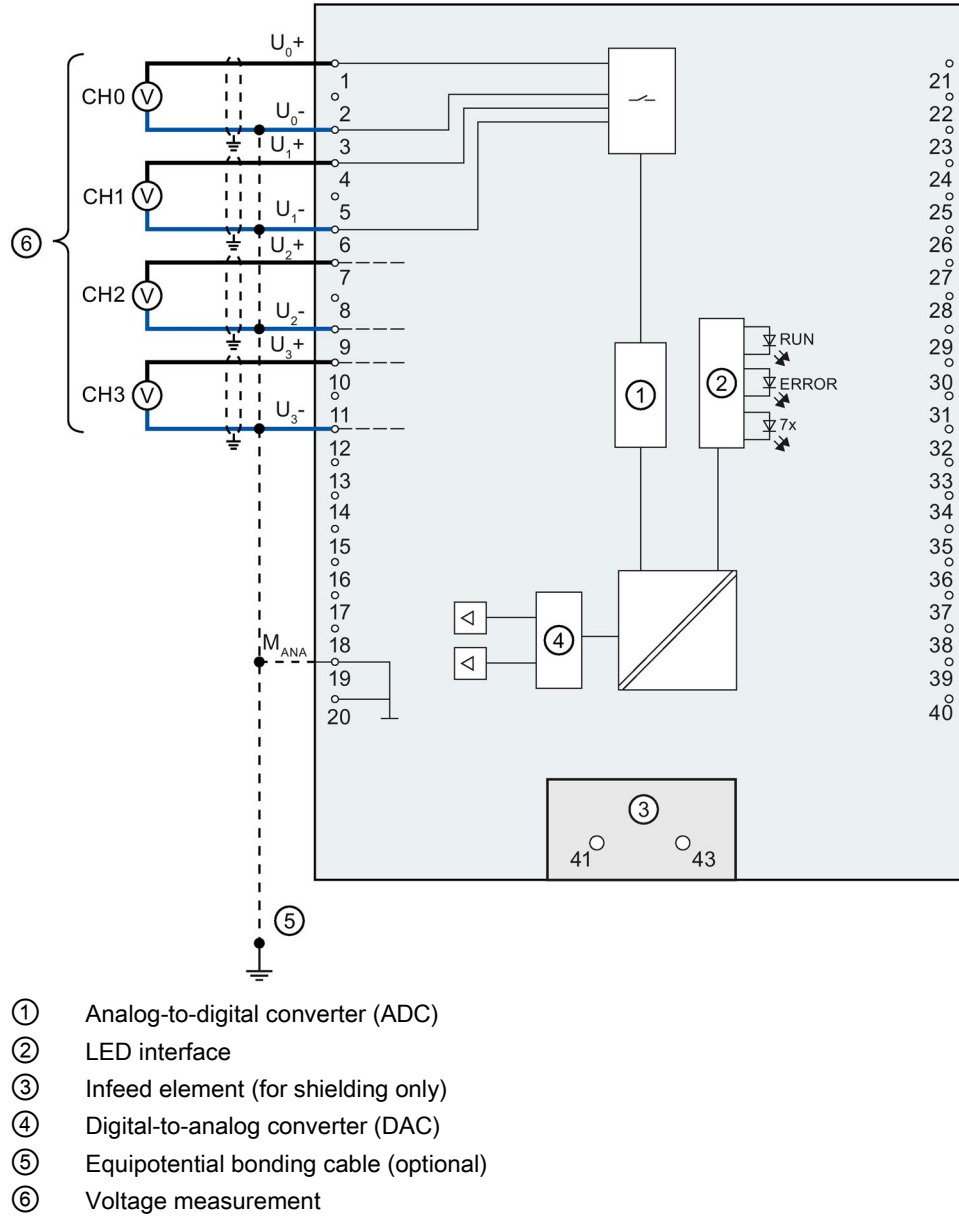 U0+
1
21
CH0 V
2
22
U0-
3
23
U1+
4
24
CH1 V
5
25
U1-
6
26
⑥
U2+
7
27
CH2 V
8
28
U2-
9
29
RUN
U3+
10
30
① ② ERROR
CH3 V
11
31
U3-
7x
12
32
13
33
14
34
15
35
16
36
17
37
④
18
38
MANA
19
39
20
40
③
41 43
⑤
① Analog-to-digital converter (ADC)
② LED interface
③ Infeed element (for shielding only)
④ Digital-to-analog converter (DAC)
⑤ Equipotential bonding cable (optional)
⑥ Voltage measurement